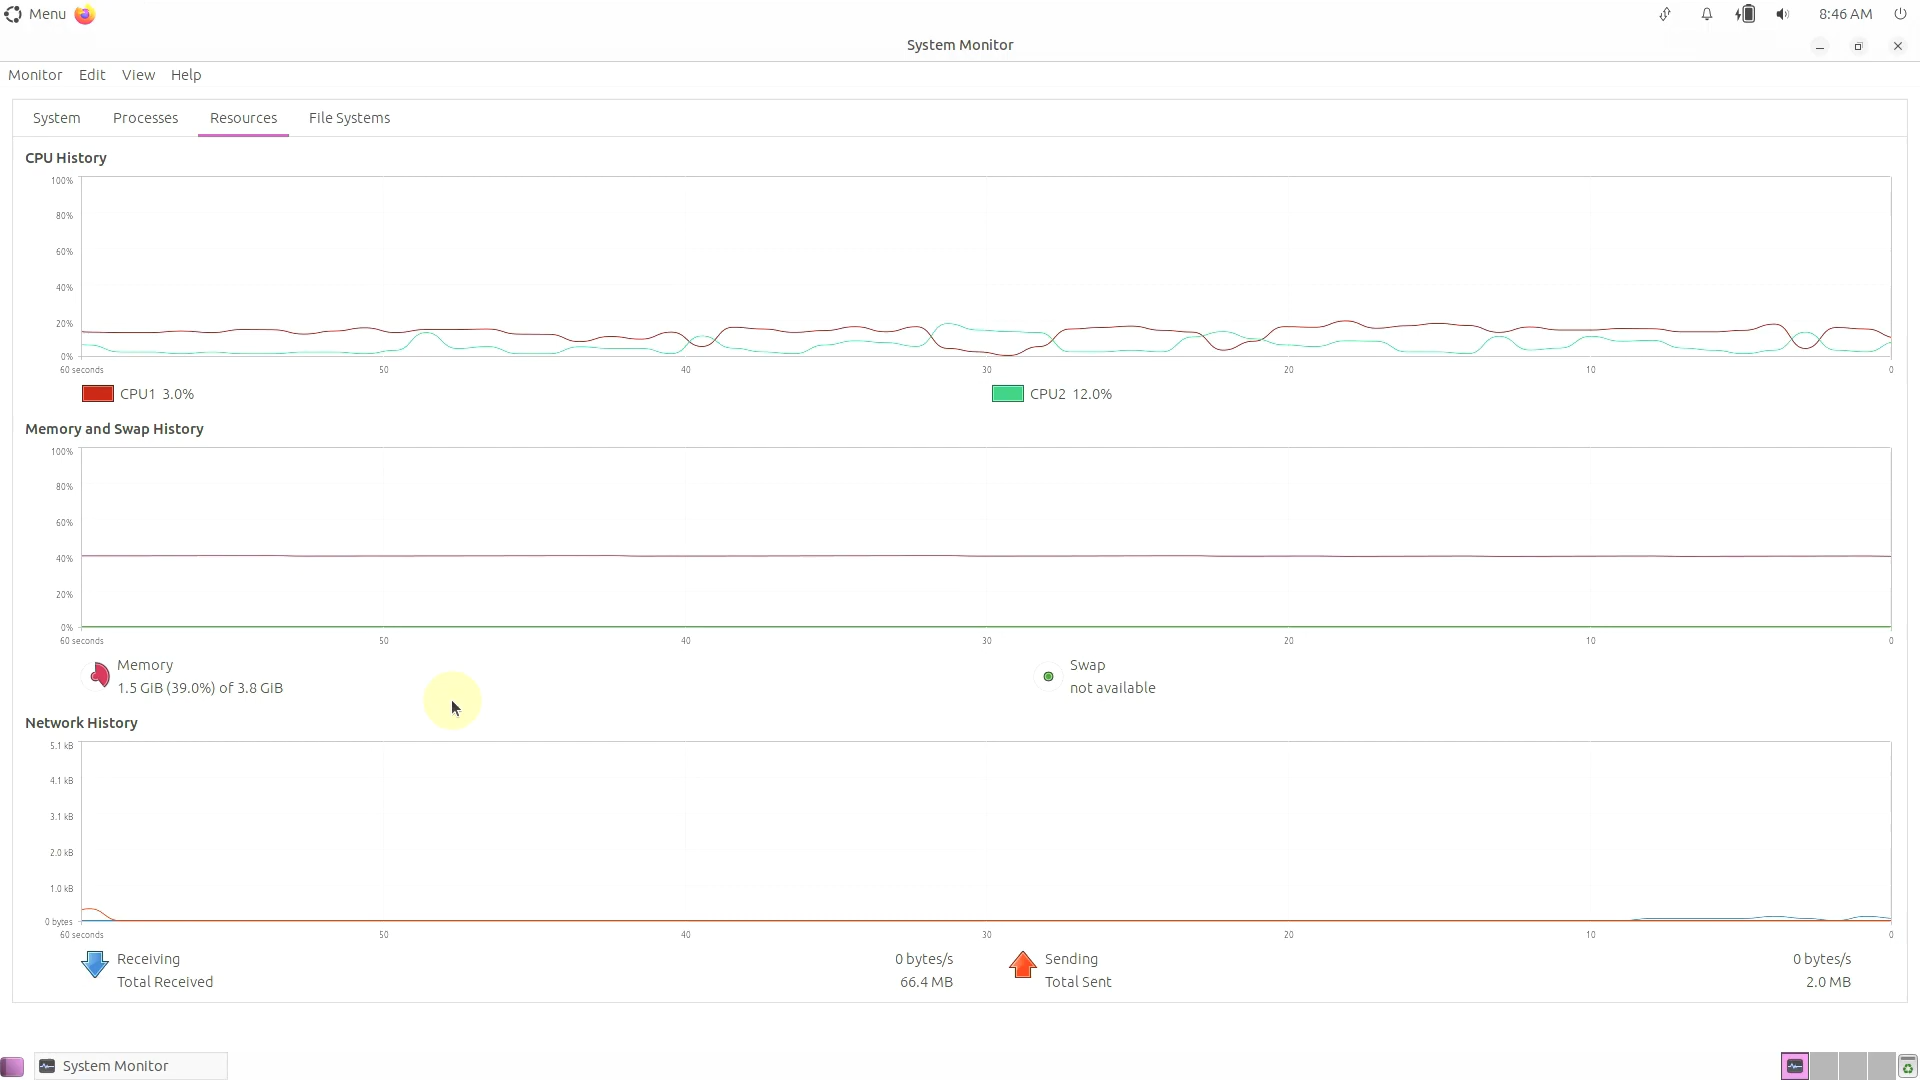 Menu 8:46 AM
System Monitor
Monitor Edit View Help
System Processes Resources File Systems
CPU History
100%
80%
60%
40%
20%
0%
60 seconds 50 40 30 20 10 0
CPU1 3.0% CPU2 12.0%
Memory and Swap History
100%
80%
60%
40%
20%
0%
60 seconds 50 40 30 20 10 0
Memory Swap
1.5 GiB (39.0%) of 3.8 GiB not available
Network History
5.1 kB
4.1 kB
3.1 kB
2.0 kB
1.0 kB
0 bytes
60 seconds 50 40 30 20 10 0
Receiving 0 bytes/s Sending 0 bytes/s
Total Received 66.4 MB Total Sent 2.0 MB
System Monitor